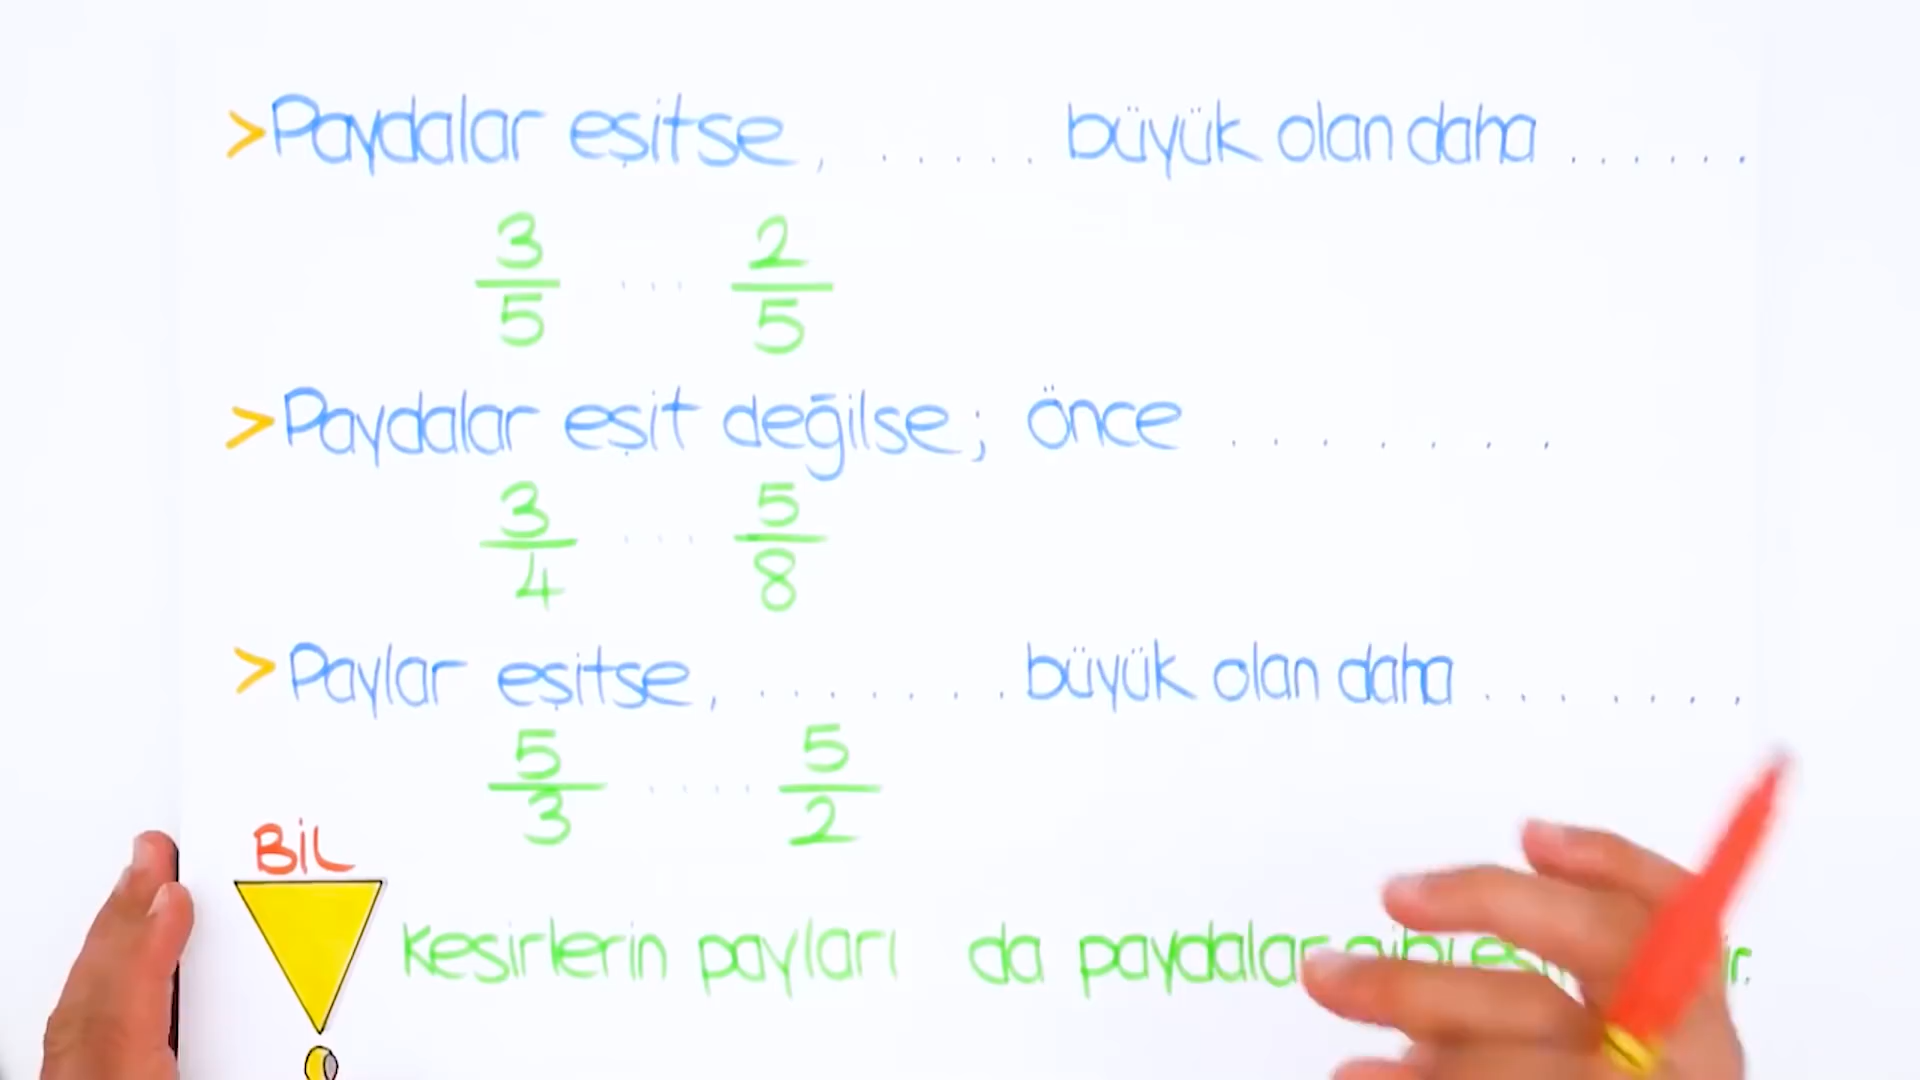 >Paydalar eşitse, ..... büyük olan daha ......
3/5 ... 2/5
>Paydalar eşit değilse; önce ........
3/4 ... 5/8
>Paylar eşitse, ........ büyük olan daha .......
5/3 .... 5/2
BİL
Kesirlerin payları da paydalar